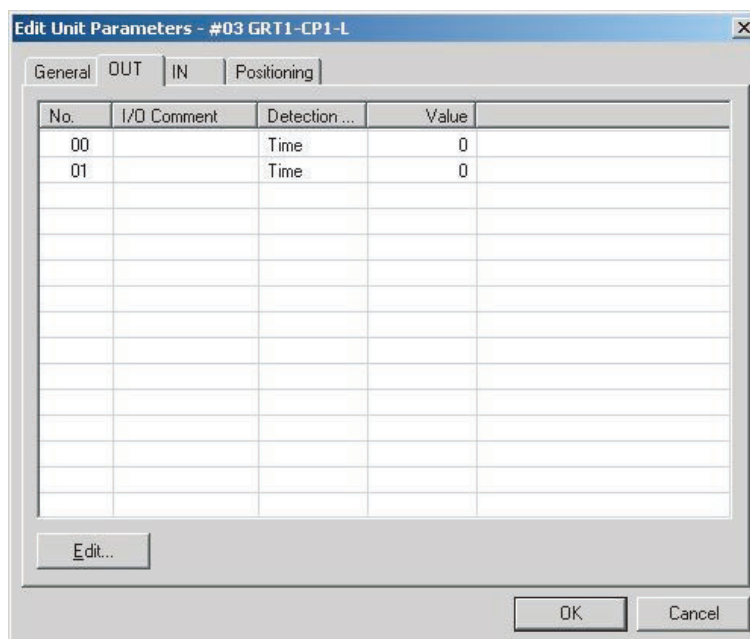 Edit Unit Parameters - #03 GRT1-CP1-L
General OUT IN Positioning
No. I/O Comment Detection ... Value
00 Time 0
01 Time 0
Edit...
OK Cancel